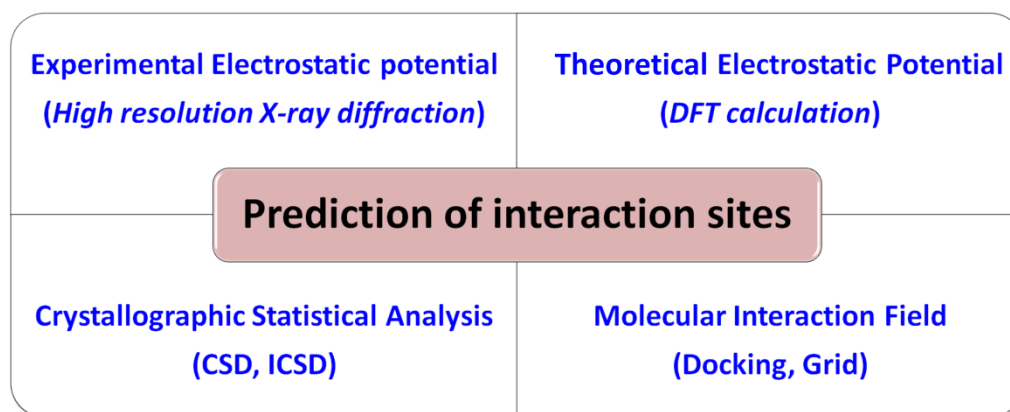 Experimental Electrostatic potential
(High resolution X-ray diffraction)
Theoretical Electrostatic Potential
(DFT calculation)
Prediction of interaction sites
Crystallographic Statistical Analysis
(CSD, ICSD)
Molecular Interaction Field
(Docking, Grid)